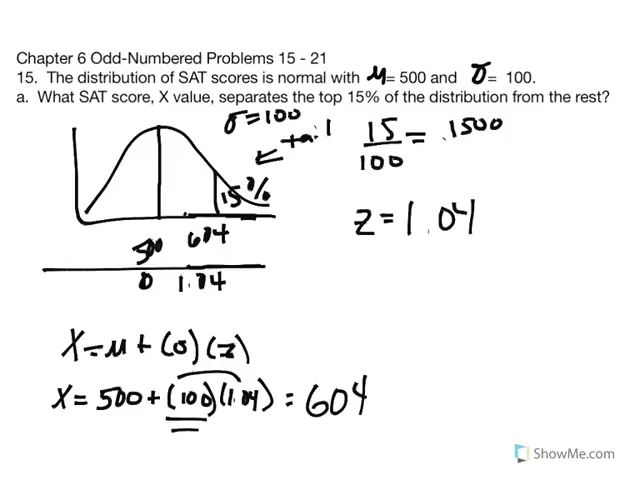 Chapter 6 Odd-Numbered Problems 15 - 21
15. The distribution of SAT scores is normal with μ = 500 and σ = 100.
a. What SAT score, X value, separates the top 15% of the distribution from the rest?
σ = 100
tail
15%
500 604
0 1.04
15/100 = .1500
z = 1.04
X = μ + (σ)(z)
X = 500 + (100)(1.04) = 604
ShowMe.com